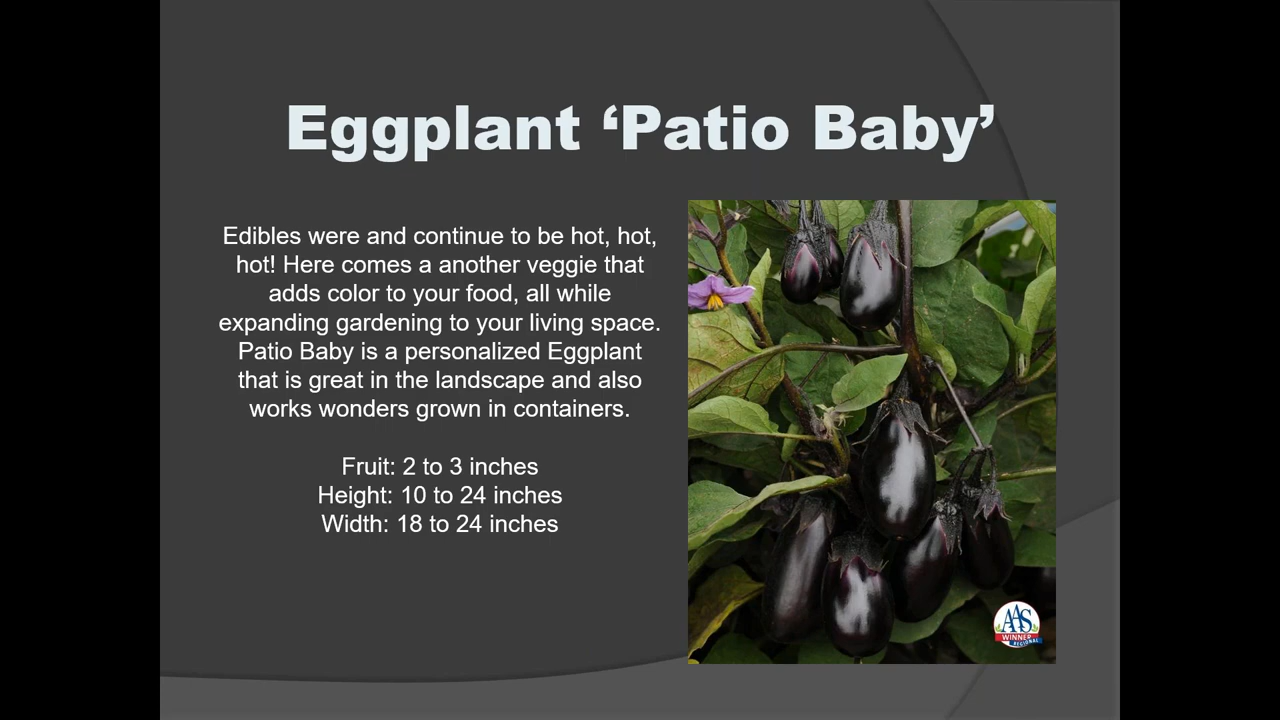 Eggplant ‘Patio Baby’
Edibles were and continue to be hot, hot,
hot! Here comes a another veggie that
adds color to your food, all while
expanding gardening to your living space.
Patio Baby is a personalized Eggplant
that is great in the landscape and also
works wonders grown in containers.
Fruit: 2 to 3 inches
Height: 10 to 24 inches
Width: 18 to 24 inches
AAS
WINNER
REGIONAL